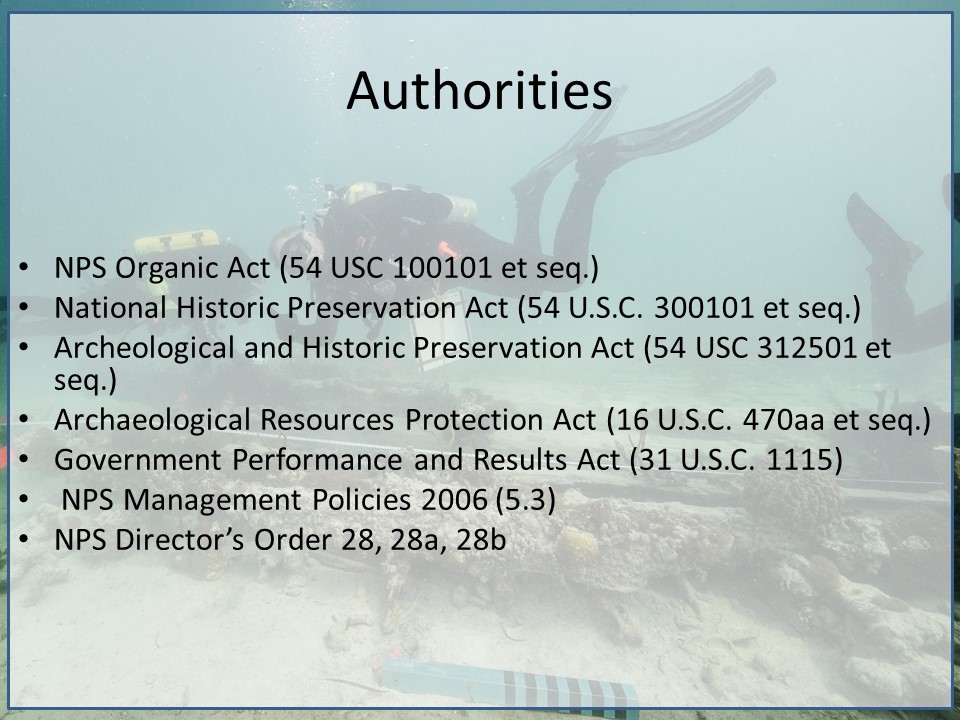 Authorities
• NPS Organic Act (54 USC 100101 et seq.)
• National Historic Preservation Act (54 U.S.C. 300101 et seq.)
• Archeological and Historic Preservation Act (54 USC 312501 et
seq.)
• Archaeological Resources Protection Act (16 U.S.C. 470aa et seq.)
• Government Performance and Results Act (31 U.S.C. 1115)
• NPS Management Policies 2006 (5.3)
• NPS Director’s Order 28, 28a, 28b